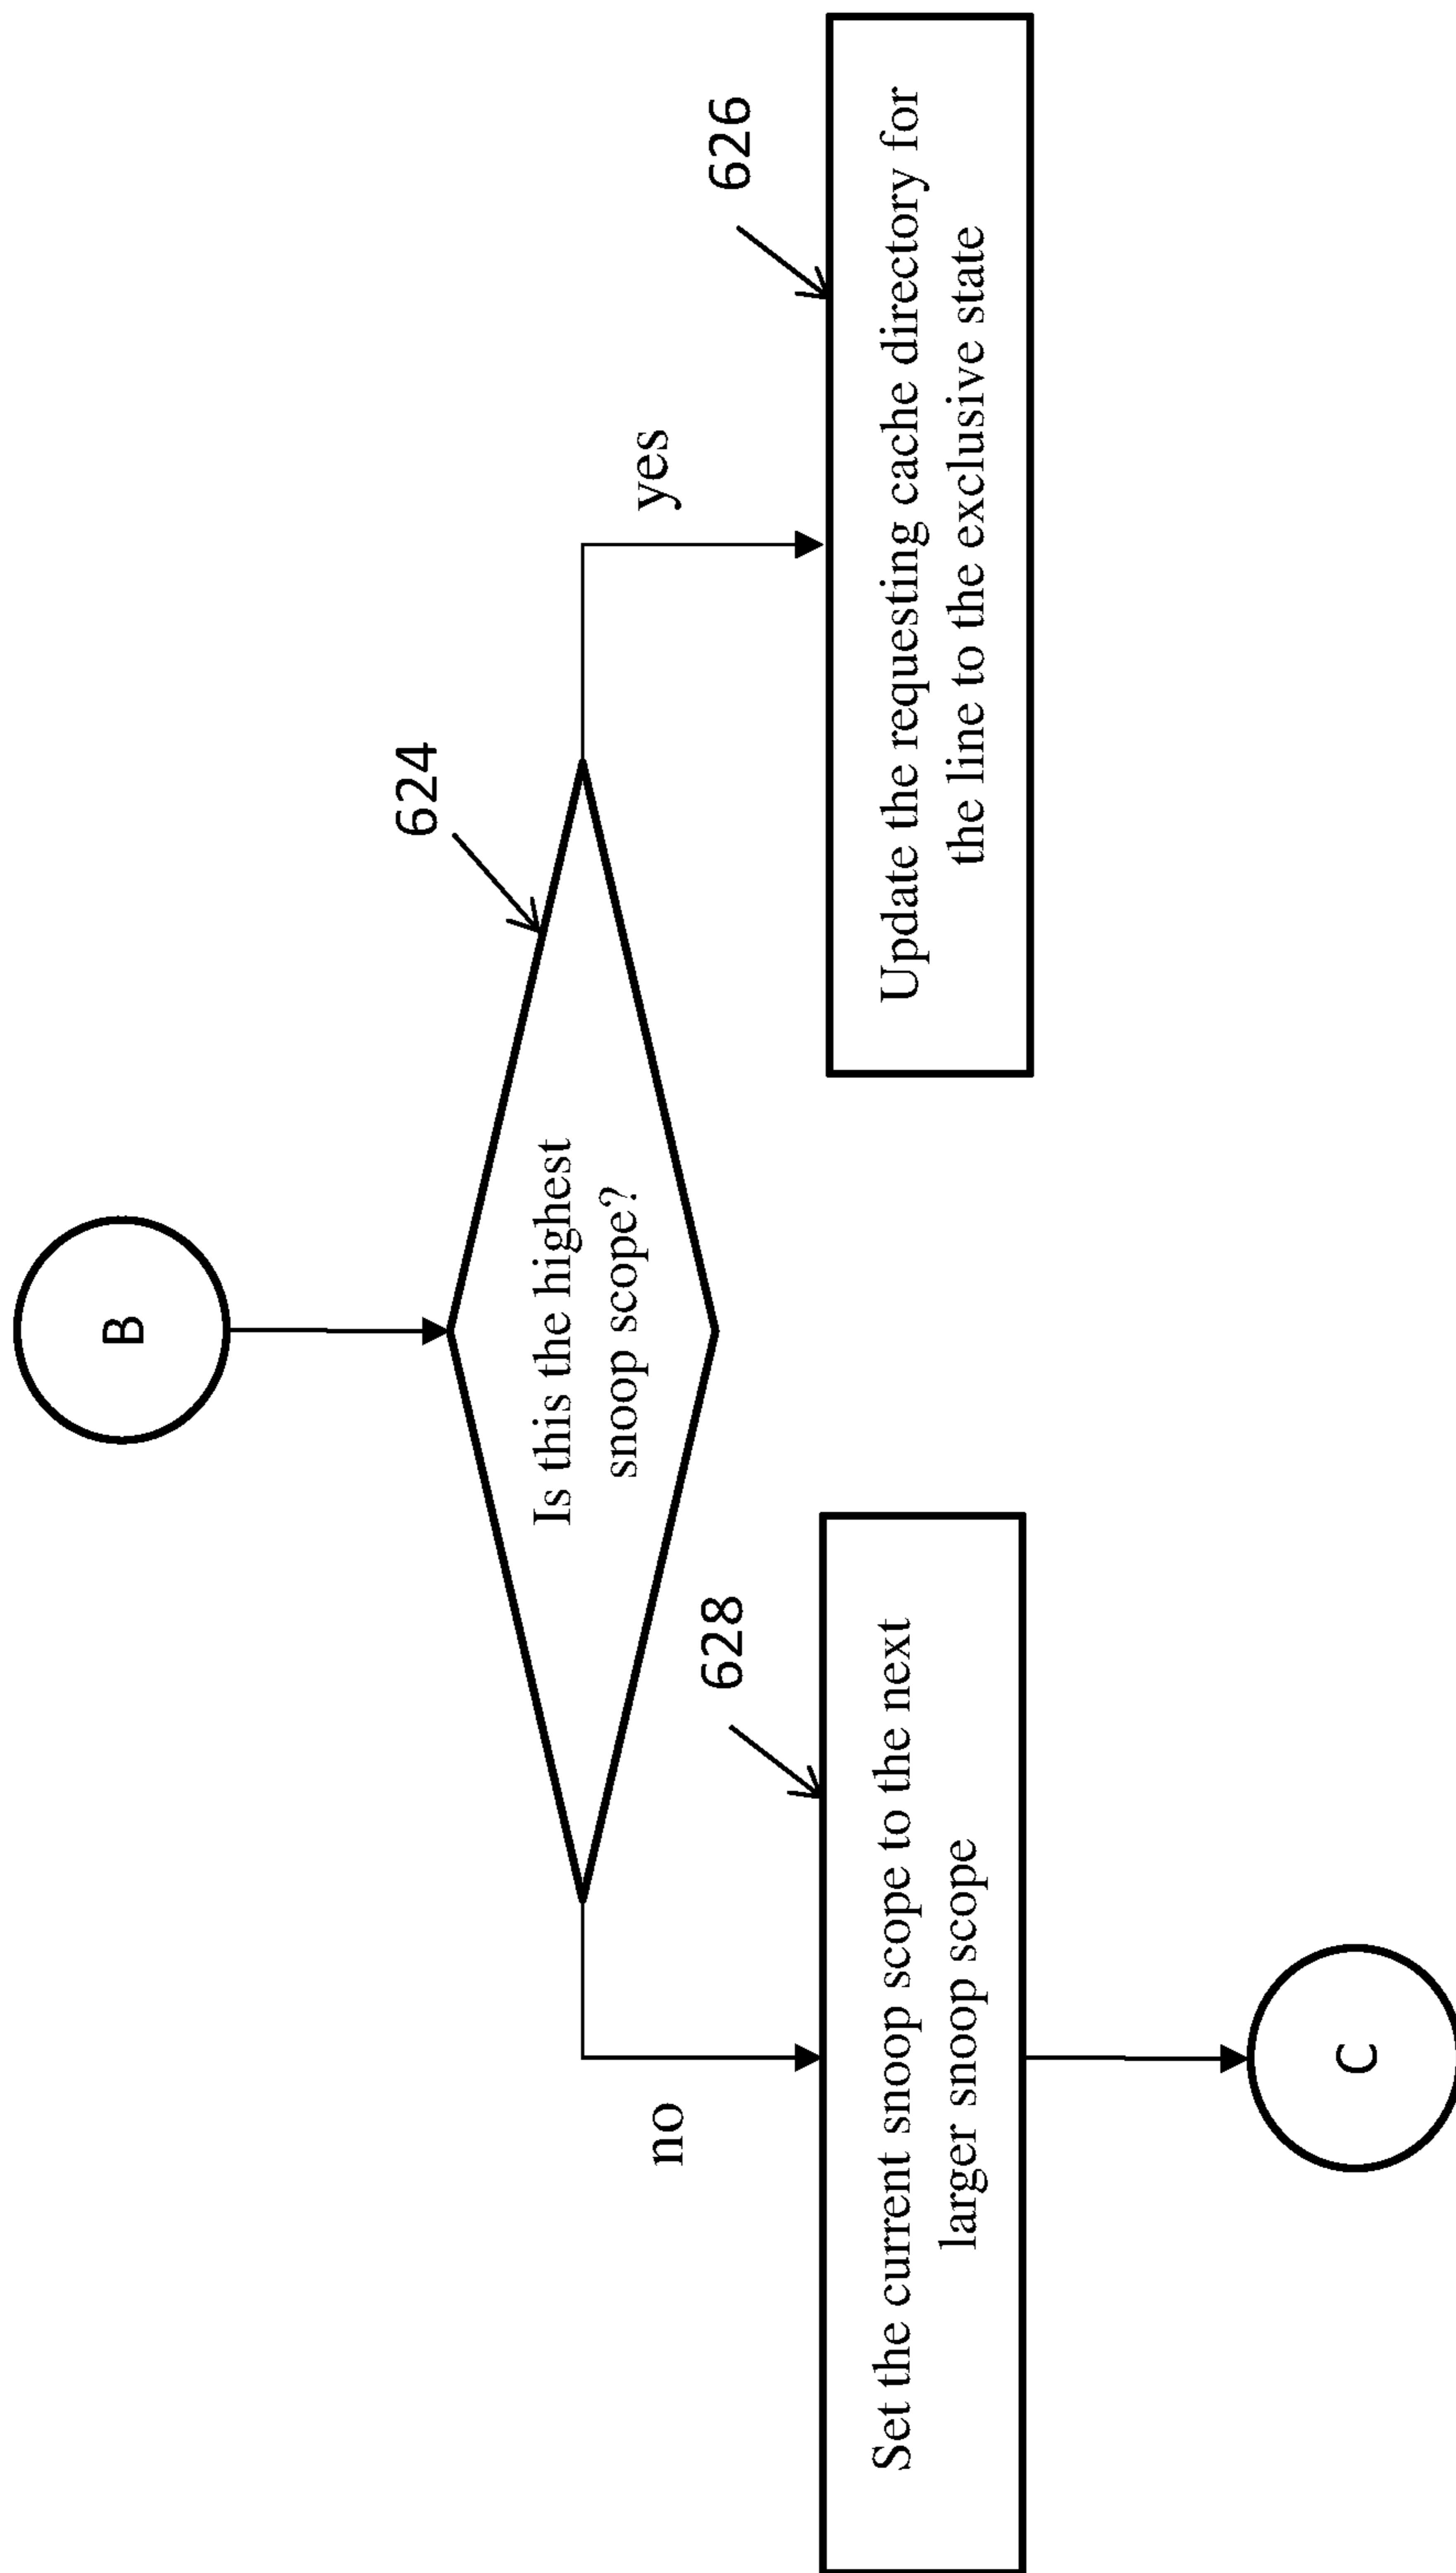 B
624
Is this the highest
snoop scope?
yes
no
626
Update the requesting cache directory for
the line to the exclusive state
628
Set the current snoop scope to the next
larger snoop scope
C